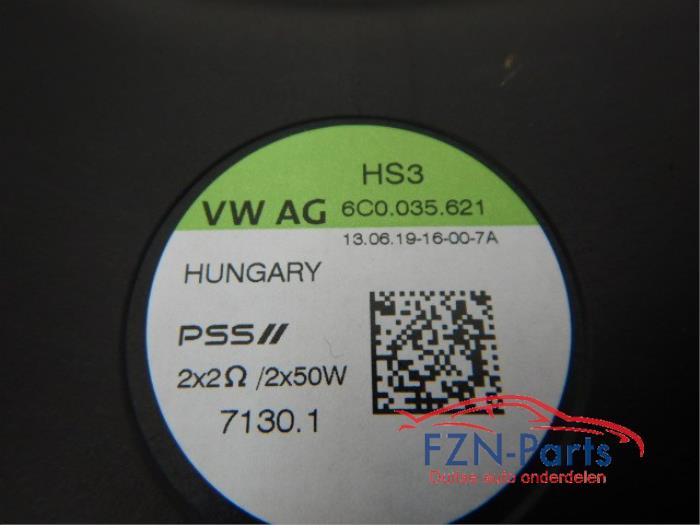 HS3
VW AG 6C0.035.621
13.06.19-16-00-7A
HUNGARY
PSS//
2x2Ω /2x50W
7130.1
FZN-Parts
Duitse auto onderdelen